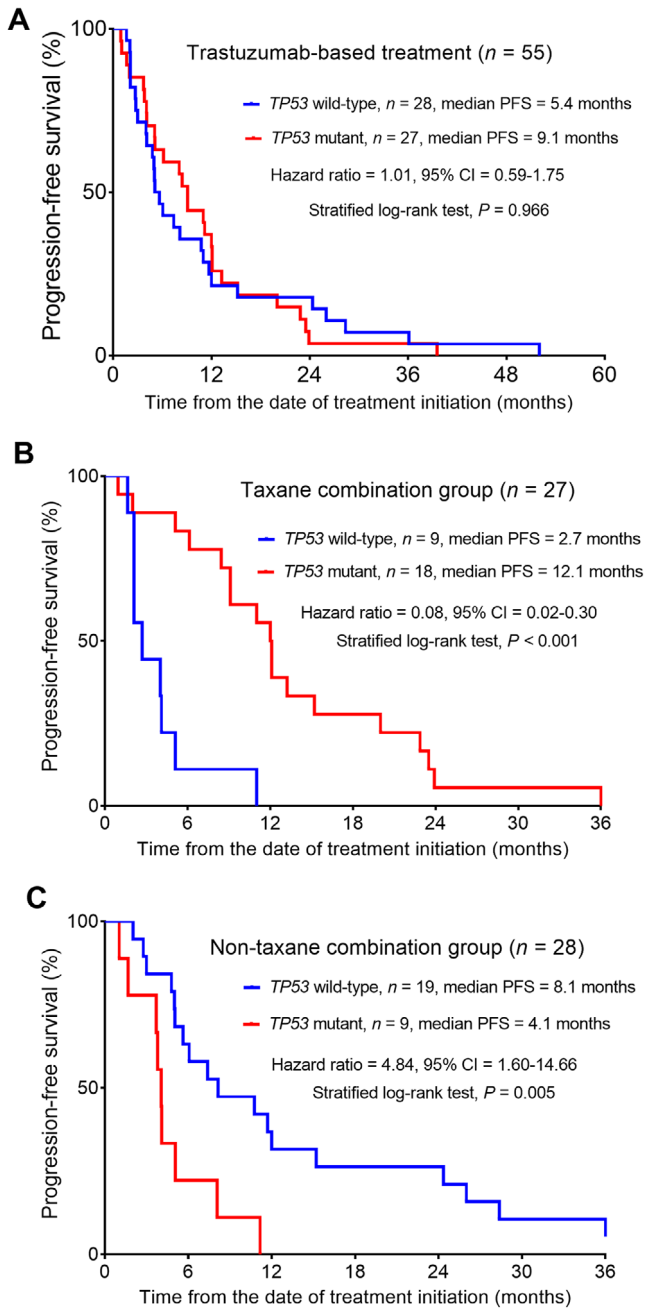 A
Trastuzumab-based treatment (n = 55)
TP53 wild-type, n = 28, median PFS = 5.4 months
TP53 mutant, n = 27, median PFS = 9.1 months
Hazard ratio = 1.01, 95% CI = 0.59-1.75
Stratified log-rank test, P = 0.966
Progression-free survival (%)
100
50
0
0 12 24 36 48 60
Time from the date of treatment initiation (months)
B
Taxane combination group (n = 27)
TP53 wild-type, n = 9, median PFS = 2.7 months
TP53 mutant, n = 18, median PFS = 12.1 months
Hazard ratio = 0.08, 95% CI = 0.02-0.30
Stratified log-rank test, P < 0.001
Progression-free survival (%)
100
50
0
0 6 12 18 24 30 36
Time from the date of treatment initiation (months)
C
Non-taxane combination group (n = 28)
TP53 wild-type, n = 19, median PFS = 8.1 months
TP53 mutant, n = 9, median PFS = 4.1 months
Hazard ratio = 4.84, 95% CI = 1.60-14.66
Stratified log-rank test, P = 0.005
Progression-free survival (%)
100
50
0
0 6 12 18 24 30 36
Time from the date of treatment initiation (months)